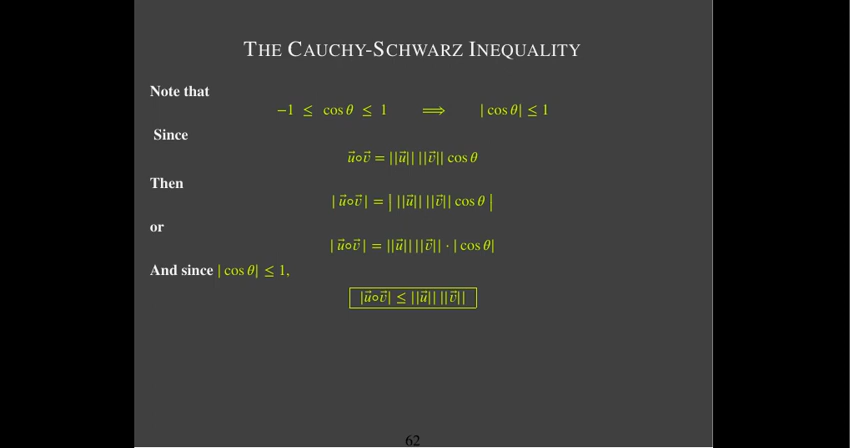 THE CAUCHY-SCHWARZ INEQUALITY
Note that
−1 ≤ cos θ ≤ 1 ⟹ | cos θ| ≤ 1
Since
u⃗∘v⃗ = ||u⃗|| ||v⃗|| cos θ
Then
| u⃗∘v⃗ | = | ||u⃗|| ||v⃗|| cos θ |
or
| u⃗∘v⃗ | = ||u⃗|| ||v⃗|| · | cos θ|
And since | cos θ| ≤ 1,
|u⃗∘v⃗| ≤ ||u⃗|| ||v⃗||
62